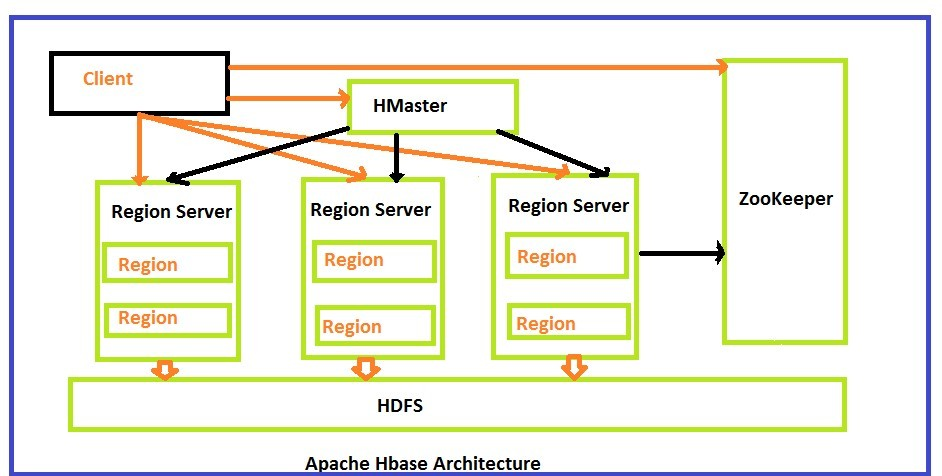 Client
HMaster
ZooKeeper
Region Server
Region
Region
Region Server
Region
Region
Region Server
Region
Region
HDFS
Apache Hbase Architecture